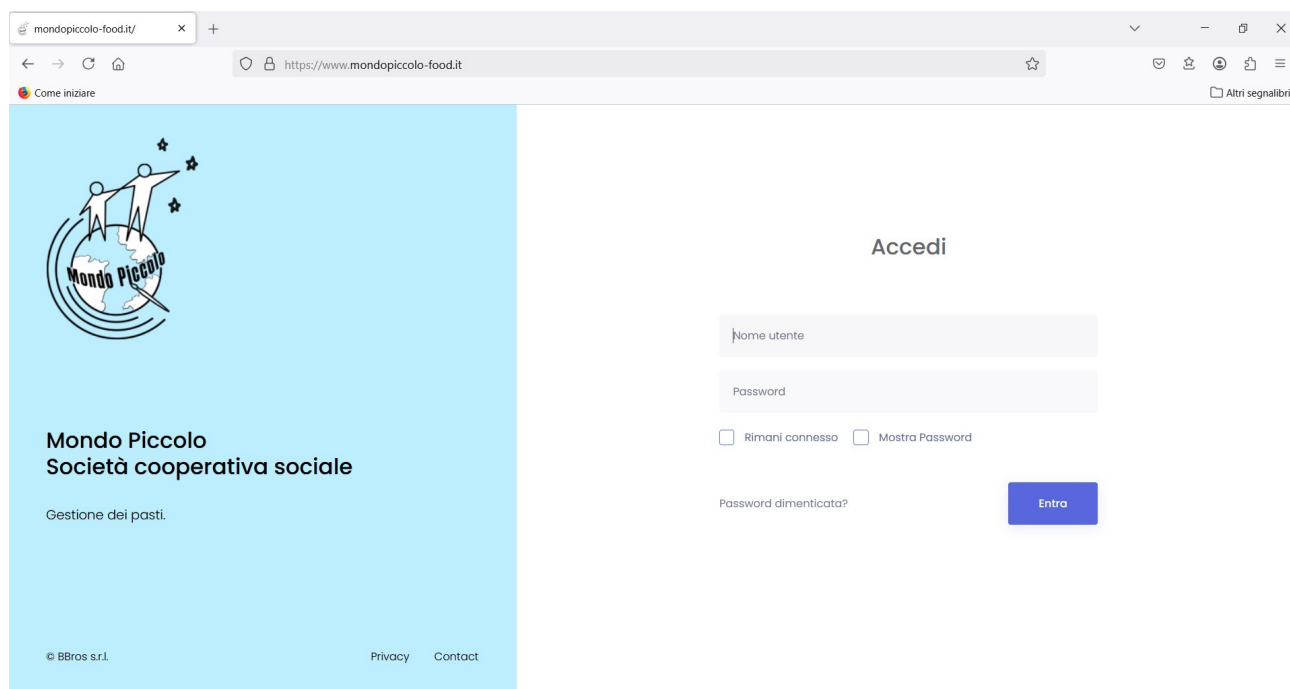 mondopiccolo-food.it/
https://www.mondopiccolo-food.it
Come iniziare
Altri segnalibri
Mondo Piccolo
Mondo Piccolo
Società cooperativa sociale
Gestione dei pasti.
© BBros s.r.l.
Privacy
Contact
Accedi
Nome utente
Password
Rimani connesso
Mostra Password
Password dimenticata?
Entra